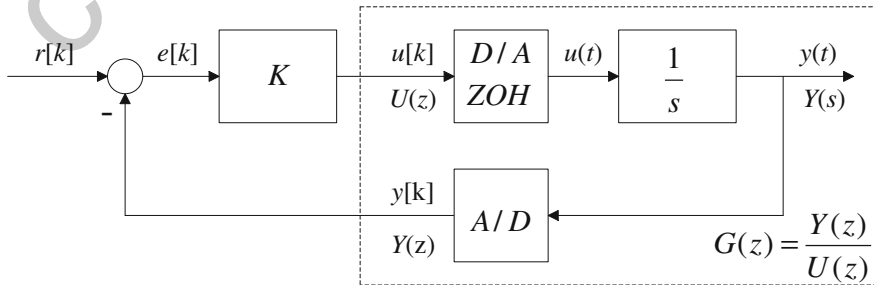 C
r[k]
e[k]
K
u[k]
U(z)
D/A
ZOH
u(t)
1
s
y(t)
Y(s)
-
y[k]
Y(z)
A/D
G(z) = Y(z)
U(z)